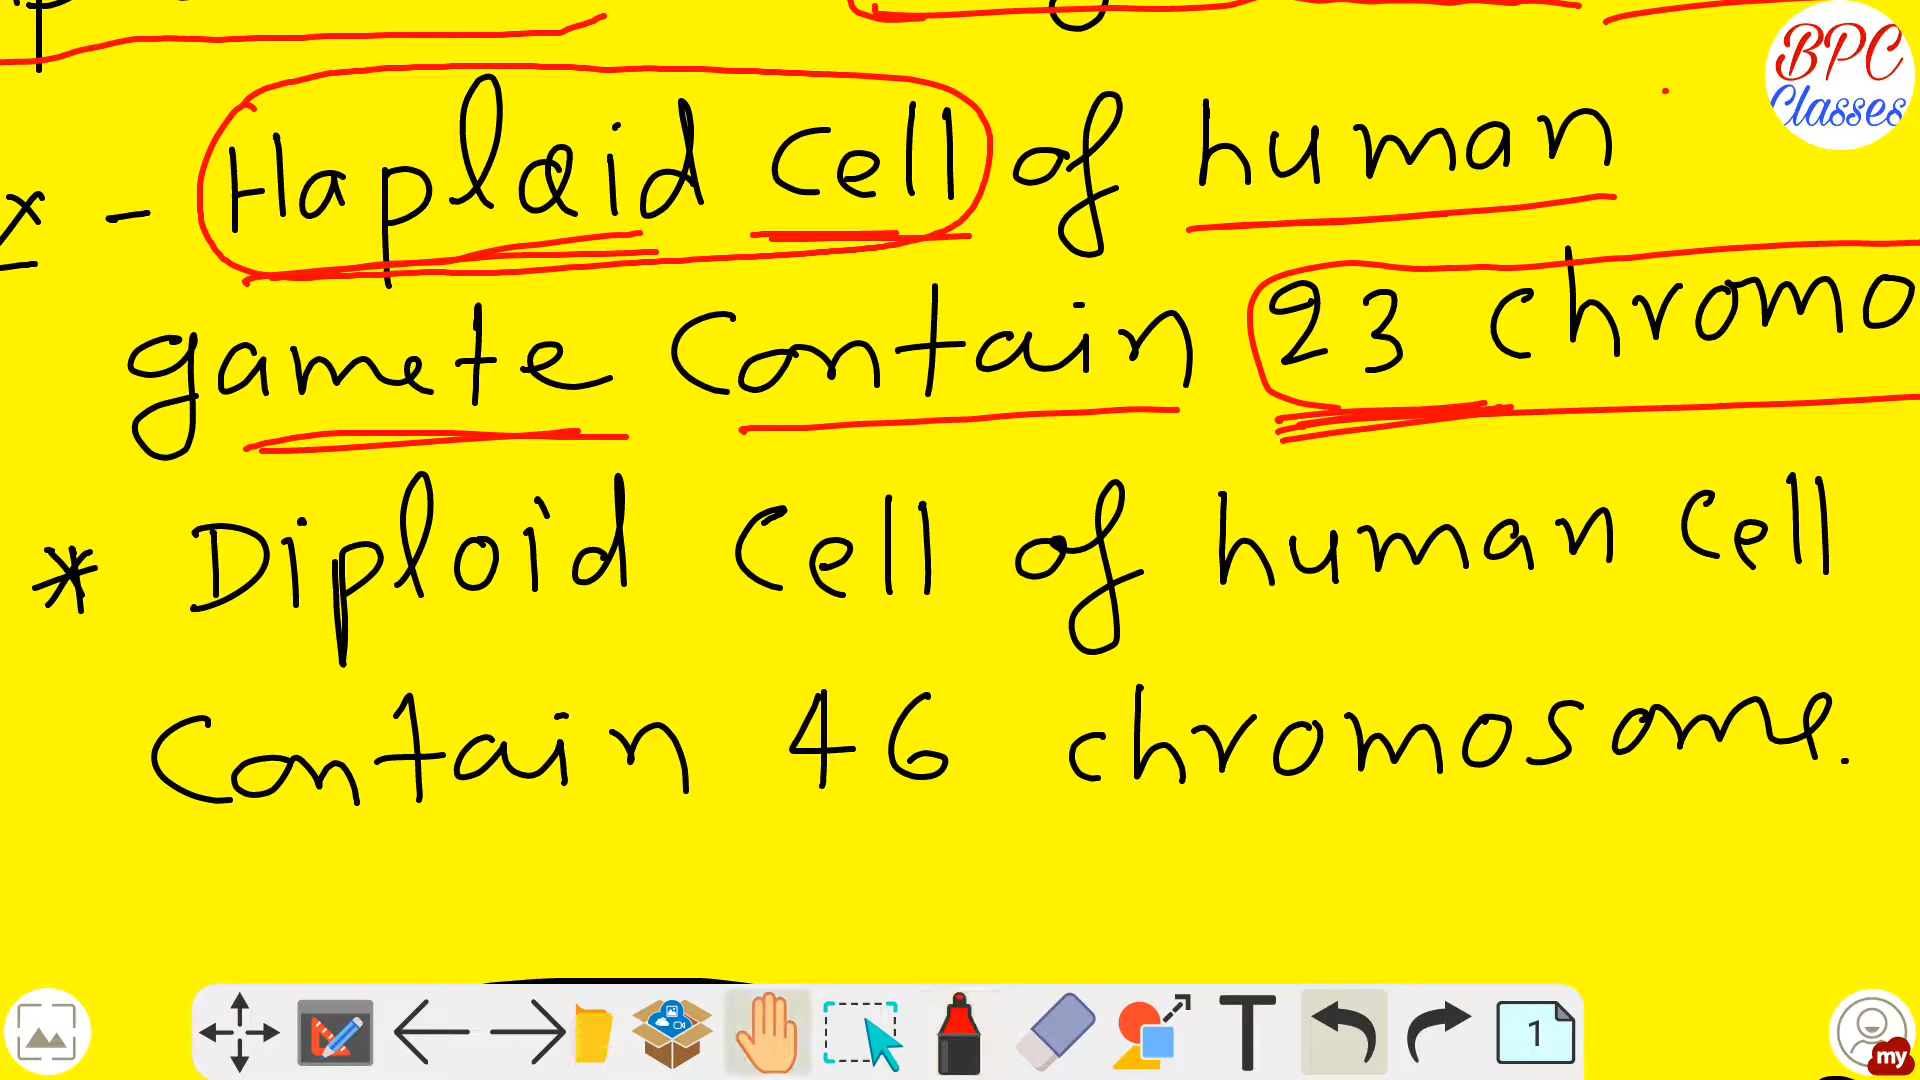 BPC
Classes
x - Haploid cell of human
gamete contain 23 chromo
* Diploid cell of human cell
contain 46 chromosome.
T
1
my